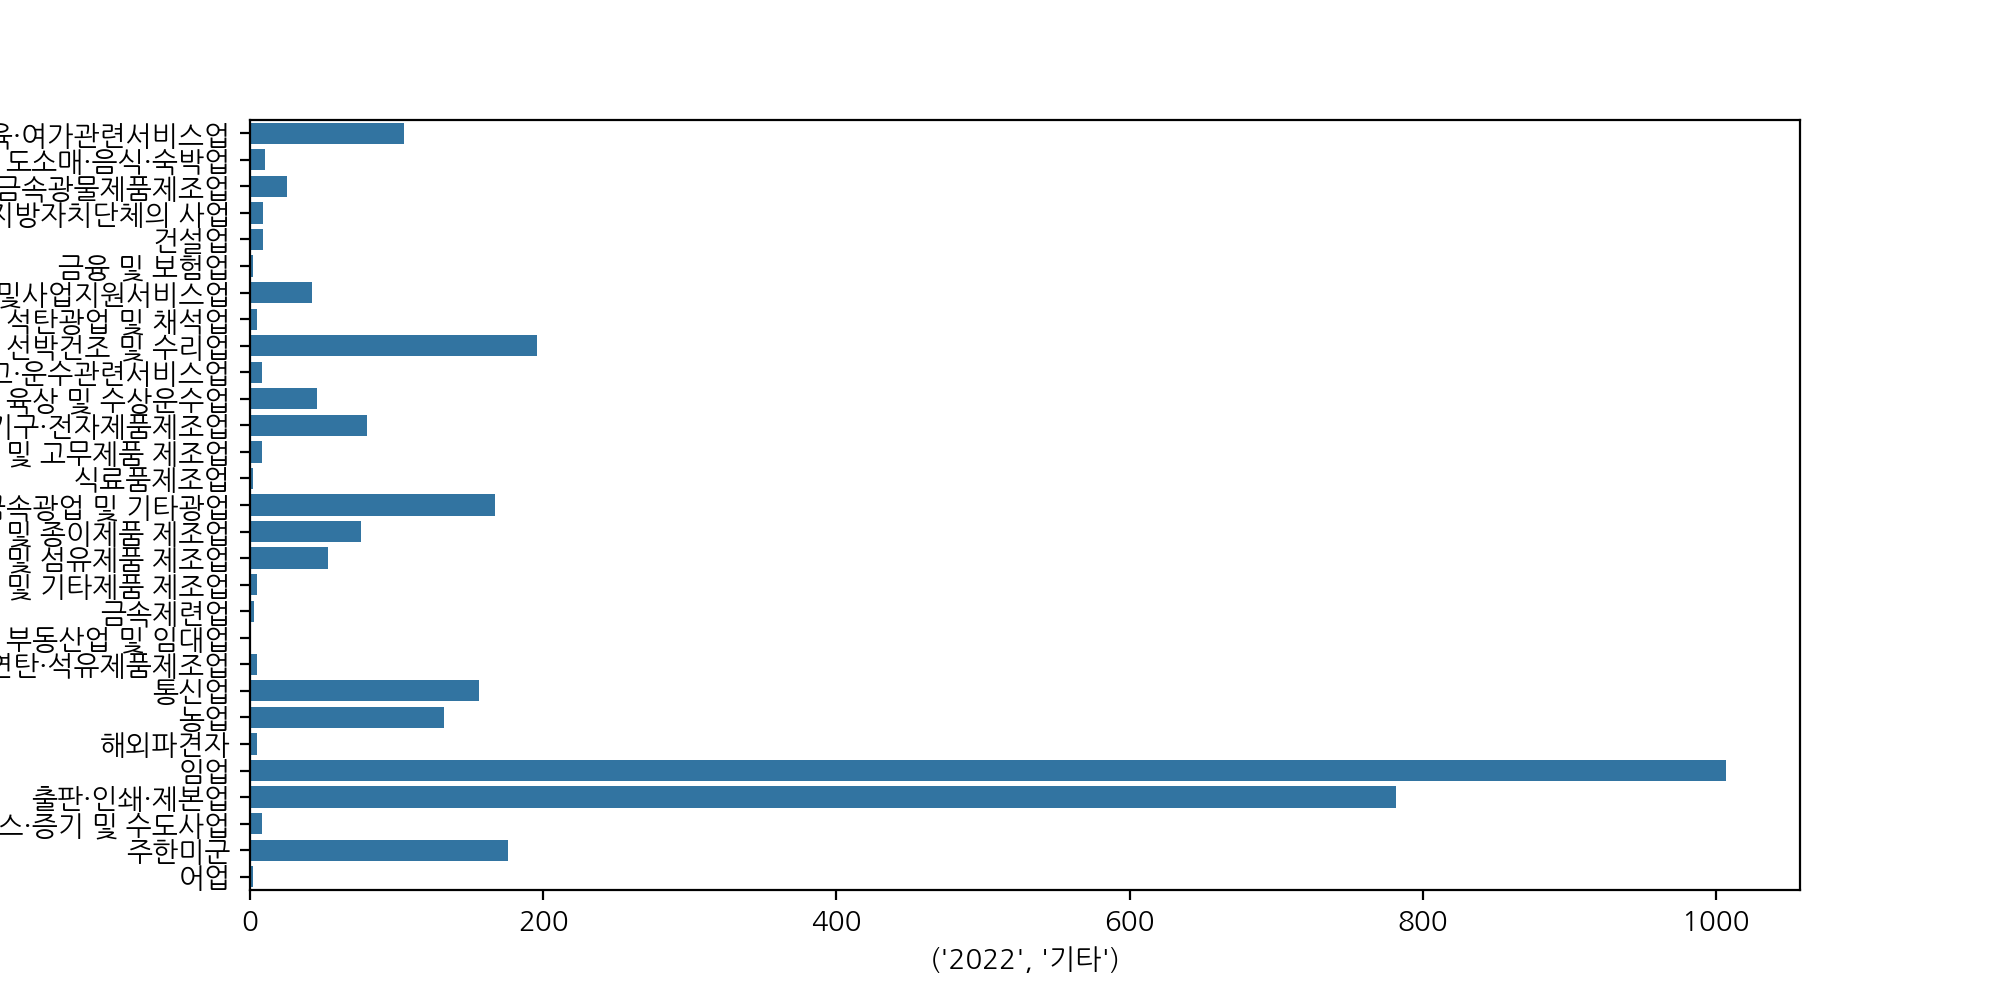 ·여가관련서비스업
도소매·음식·숙박업
금속광물제품제조업
지방자치단체의 사업
건설업
금융 및 보험업
및사업지원서비스업
석탄광업 및 채석업
선박건조 및 수리업
·운수관련서비스업
육상 및 수상운수업
기구·전자제품제조업
및 고무제품 제조업
식료품제조업
금속광업 및 기타광업
및 종이제품 제조업
및 섬유제품 제조업
및 기타제품 제조업
금속제련업
부동산업 및 임대업
연탄·석유제품제조업
통신업
농업
해외파견자
임업
출판·인쇄·제본업
스·증기 및 수도사업
주한미군
어업
0 200 400 600 800 1000
('2022', '기타')